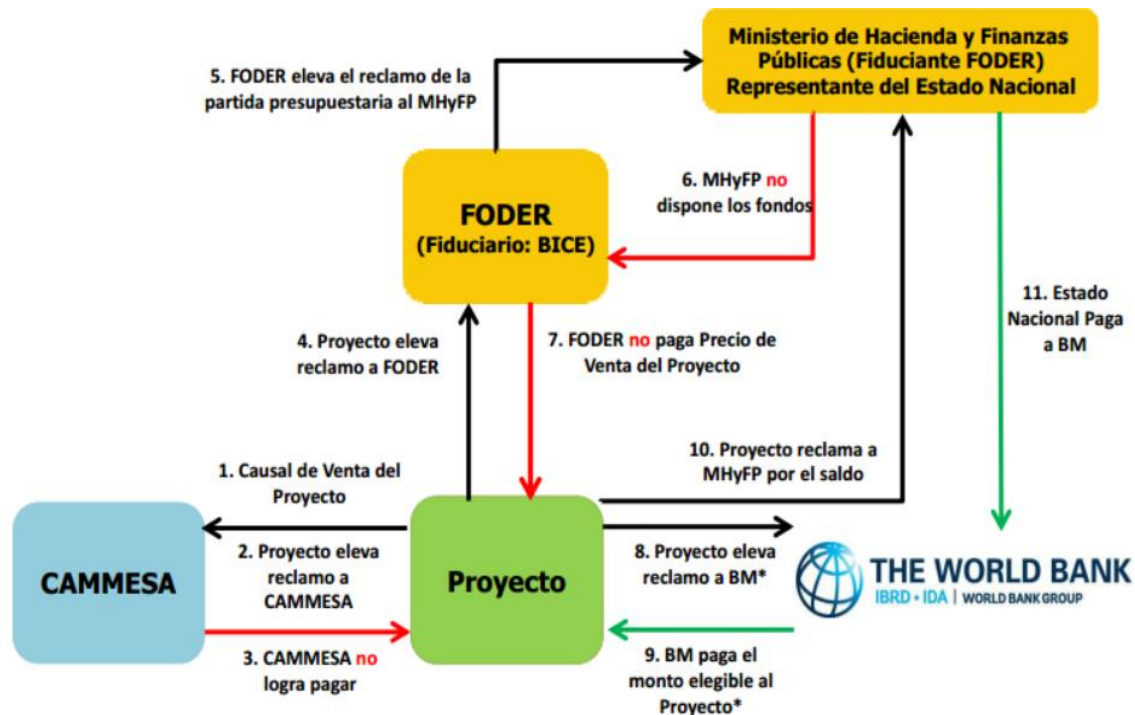 Ministerio de Hacienda y Finanzas
Públicas (Fiduciante FODER)
Representante del Estado Nacional
5. FODER eleva el reclamo de la
partida presupuestaria al MHyFP
6. MHyFP no
dispone los fondos
FODER
(Fiduciario: BICE)
11. Estado
Nacional Paga
a BM
4. Proyecto eleva
reclamo a FODER
7. FODER no paga Precio de
Venta del Proyecto
10. Proyecto reclama a
MHyFP por el saldo
1. Causal de Venta del
Proyecto
CAMMESA
2. Proyecto eleva
reclamo a
CAMMESA
Proyecto
8. Proyecto eleva
reclamo a BM*
THE WORLD BANK
IBRD • IDA | WORLD BANK GROUP
3. CAMMESA no
logra pagar
9. BM paga el
monto elegible al
Proyecto*